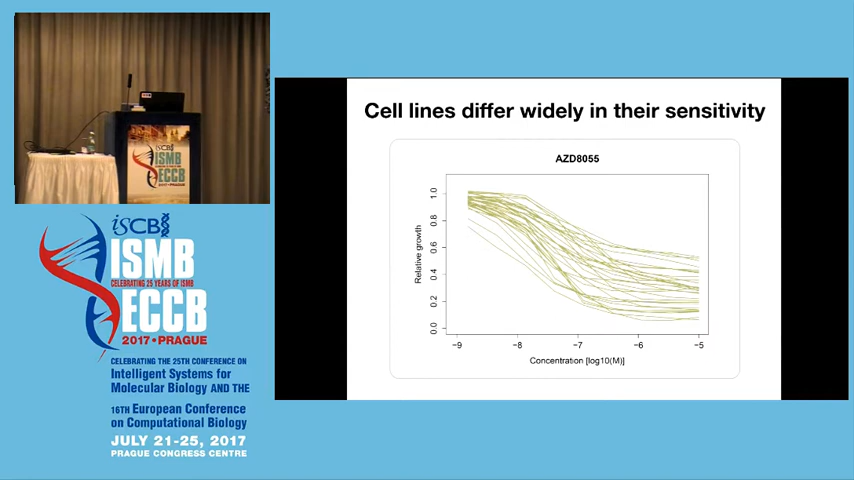 Cell lines differ widely in their sensitivity
AZD8055
Relative growth
1.0
0.8
0.6
0.4
0.2
0.0
−9
−8
−7
−6
−5
Concentration [log10(M)]
iSCB
ISMB
ECCB
iSCB
ISMB
CELEBRATING 25 YEARS OF ISMB
ECCB
2017 • PRAGUE
CELEBRATING THE 25TH CONFERENCE ON
Intelligent Systems for
Molecular Biology AND THE
16TH European Conference
on Computational Biology
JULY 21-25, 2017
PRAGUE CONGRESS CENTRE